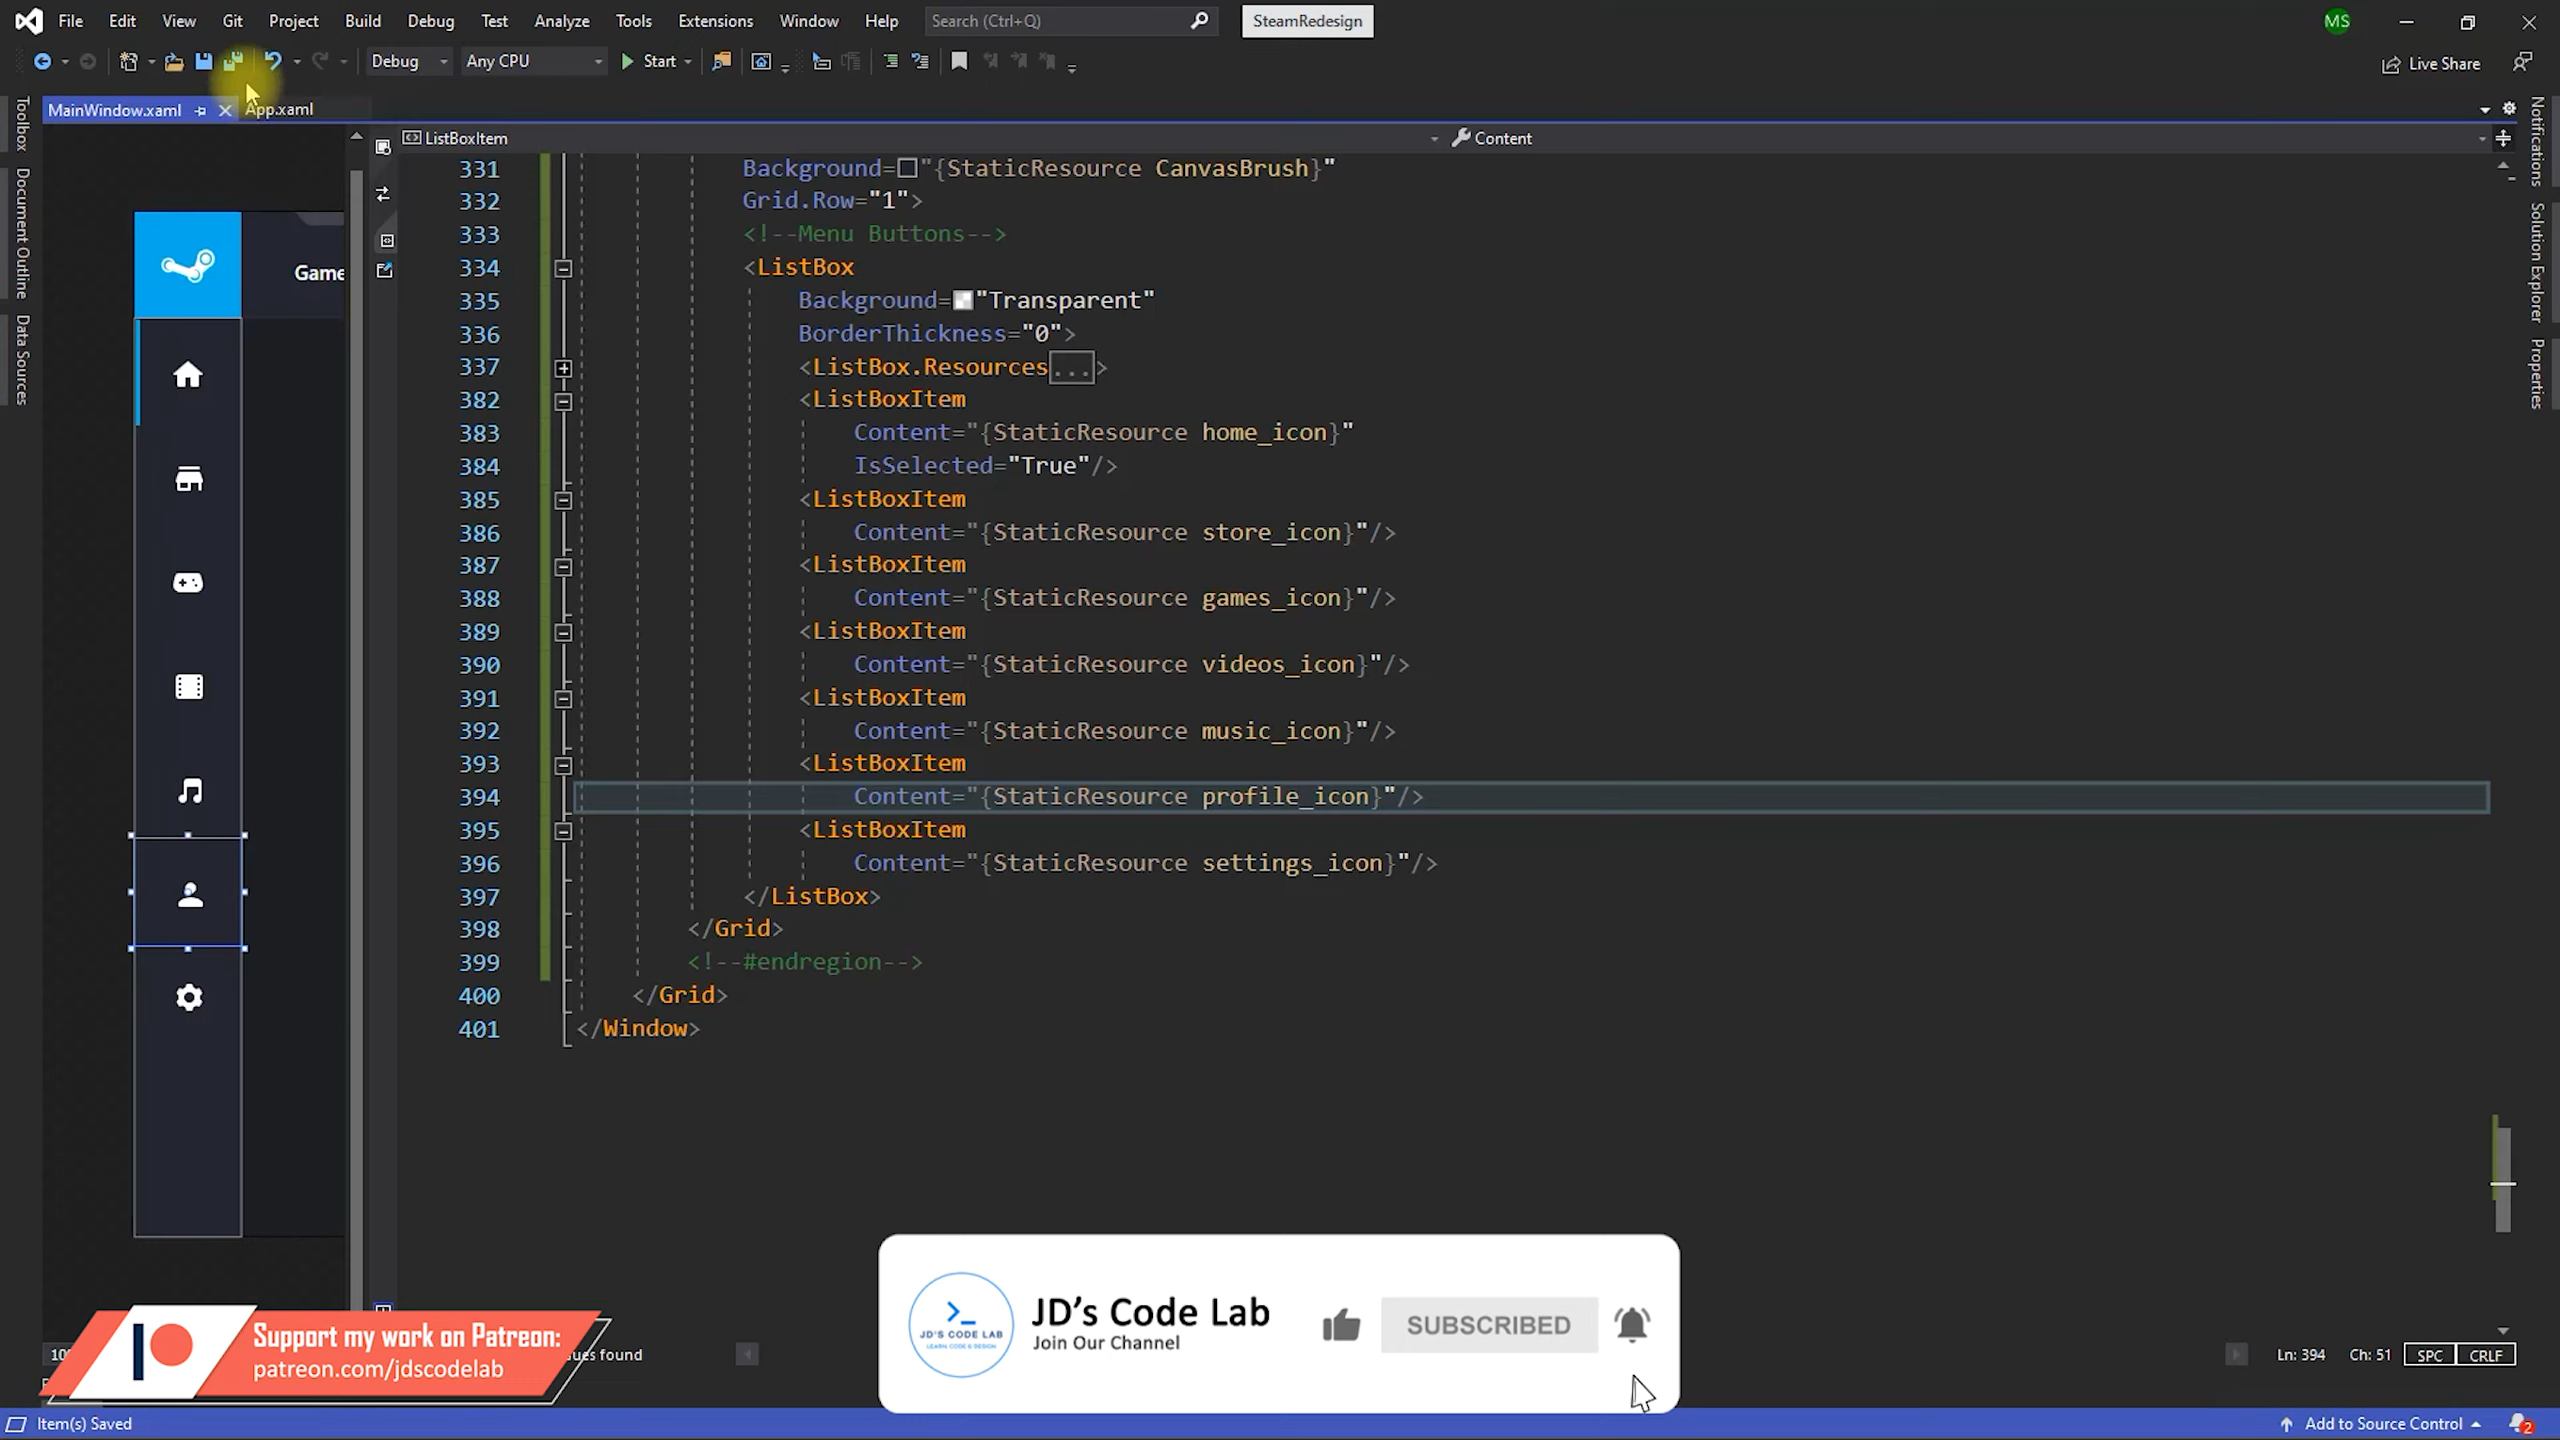 File Edit View Git Project Build Debug Test Analyze Tools Extensions Window Help Search (Ctrl+Q) SteamRedesign MS
Debug Any CPU Start Live Share
MainWindow.xaml App.xaml
ListBoxItem Content
Toolbox
Document Outline
Data Sources
Notifications
Solution Explorer
Properties
Game
331 Background="{StaticResource CanvasBrush}"
332 Grid.Row="1">
333 <!--Menu Buttons-->
334 <ListBox
335 Background="Transparent"
336 BorderThickness="0">
337 <ListBox.Resources...>
382 <ListBoxItem
383 Content="{StaticResource home_icon}"
384 IsSelected="True"/>
385 <ListBoxItem
386 Content="{StaticResource store_icon}"/>
387 <ListBoxItem
388 Content="{StaticResource games_icon}"/>
389 <ListBoxItem
390 Content="{StaticResource videos_icon}"/>
391 <ListBoxItem
392 Content="{StaticResource music_icon}"/>
393 <ListBoxItem
394 Content="{StaticResource profile_icon}"/>
395 <ListBoxItem
396 Content="{StaticResource settings_icon}"/>
397 </ListBox>
398 </Grid>
399 <!--#endregion-->
400 </Grid>
401 </Window>
JD'S CODE LAB
LEARN, CODE & DESIGN
JD's Code Lab
Join Our Channel
SUBSCRIBED
Support my work on Patreon:
patreon.com/jdscodelab
found
Ln: 394 Ch: 51 SPC CRLF
Item(s) Saved Add to Source Control 2